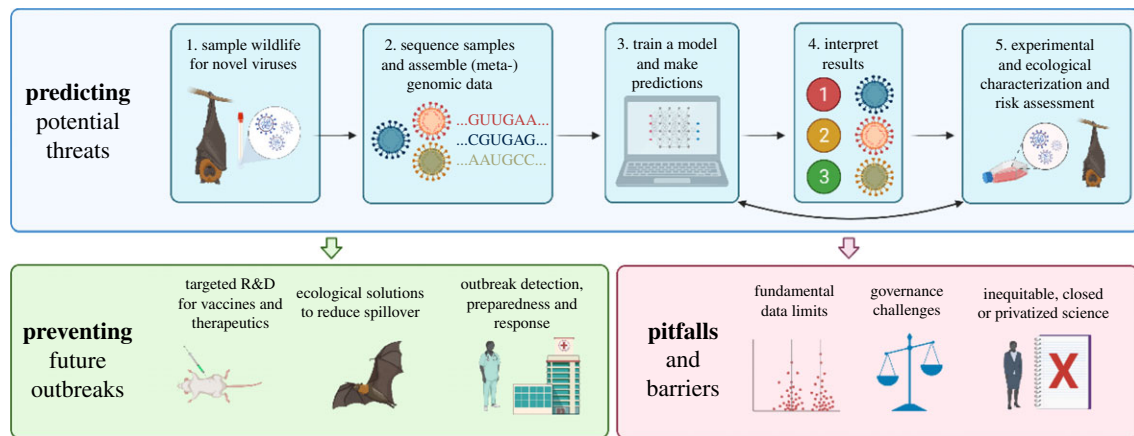 predicting
potential
threats
1. sample wildlife
for novel viruses
2. sequence samples
and assemble (meta-)
genomic data
...GUUGAA...
...CGUGAG...
...AAUGCC...
3. train a model
and make
predictions
4. interpret
results
1
2
3
5. experimental
and ecological
characterization and
risk assessment
preventing
future
outbreaks
targeted R&D
for vaccines and
therapeutics
ecological solutions
to reduce spillover
outbreak detection,
preparedness and
response
pitfalls
and
barriers
fundamental
data limits
governance
challenges
inequitable, closed
or privatized science
X